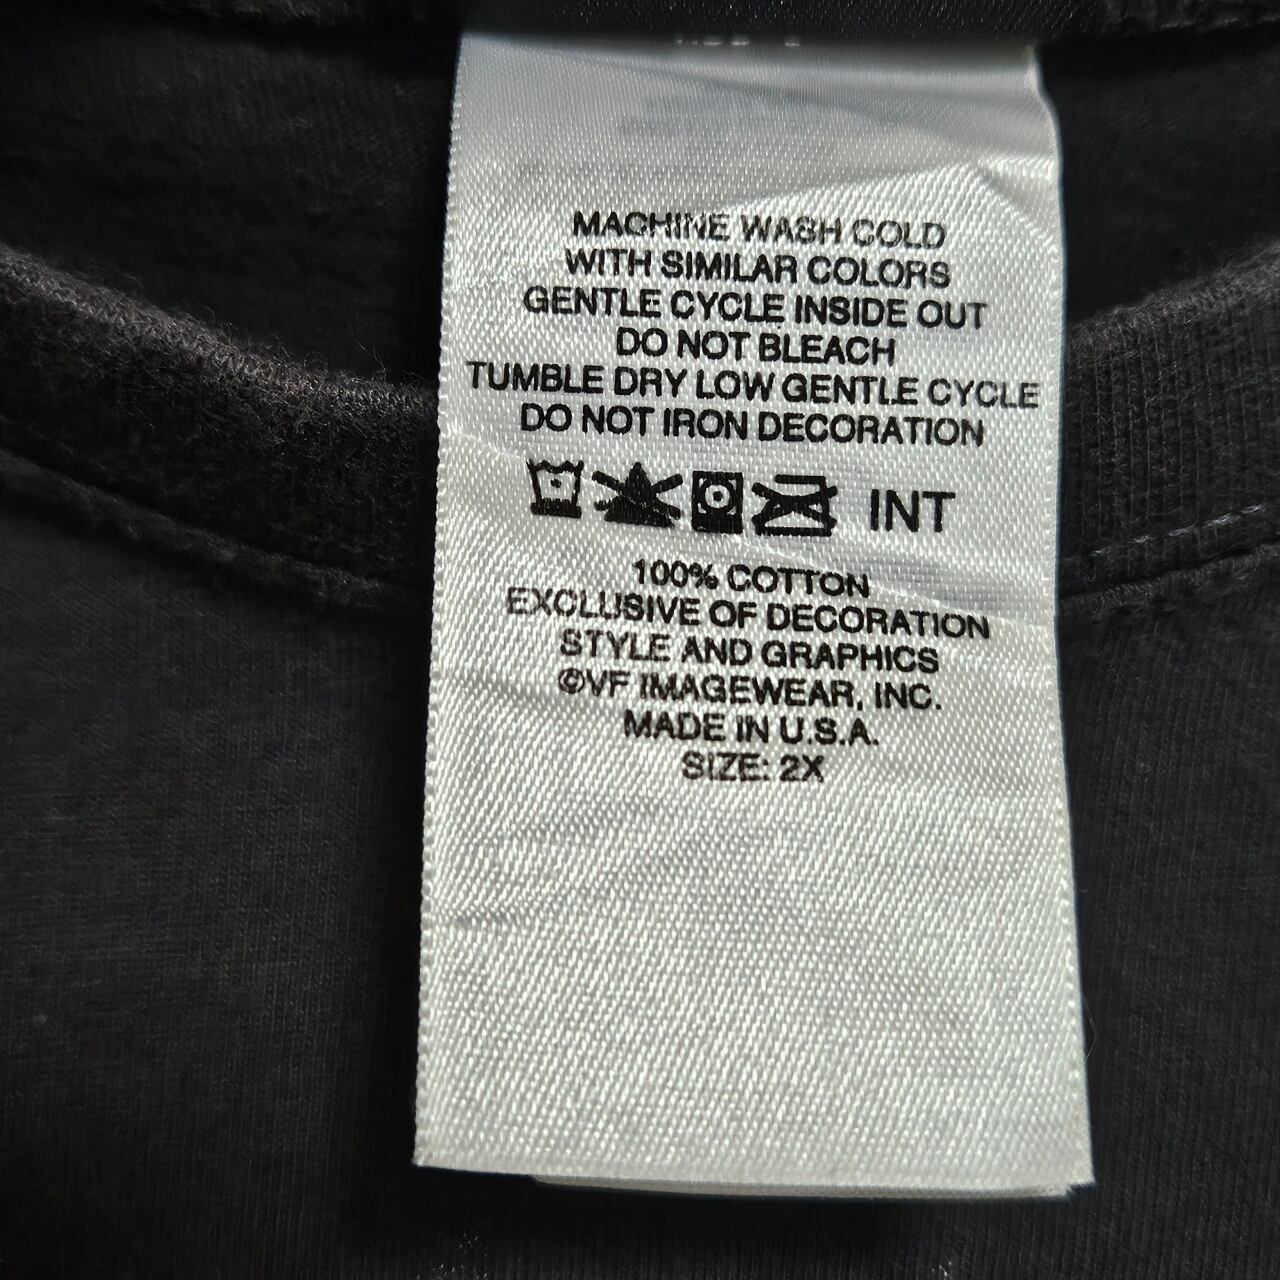 MACHINE WASH COLD
WITH SIMILAR COLORS
GENTLE CYCLE INSIDE OUT
DO NOT BLEACH
TUMBLE DRY LOW GENTLE CYCLE
DO NOT IRON DECORATION
INT
100% COTTON
EXCLUSIVE OF DECORATION
STYLE AND GRAPHICS
©VF IMAGEWEAR, INC.
MADE IN U.S.A.
SIZE: 2X